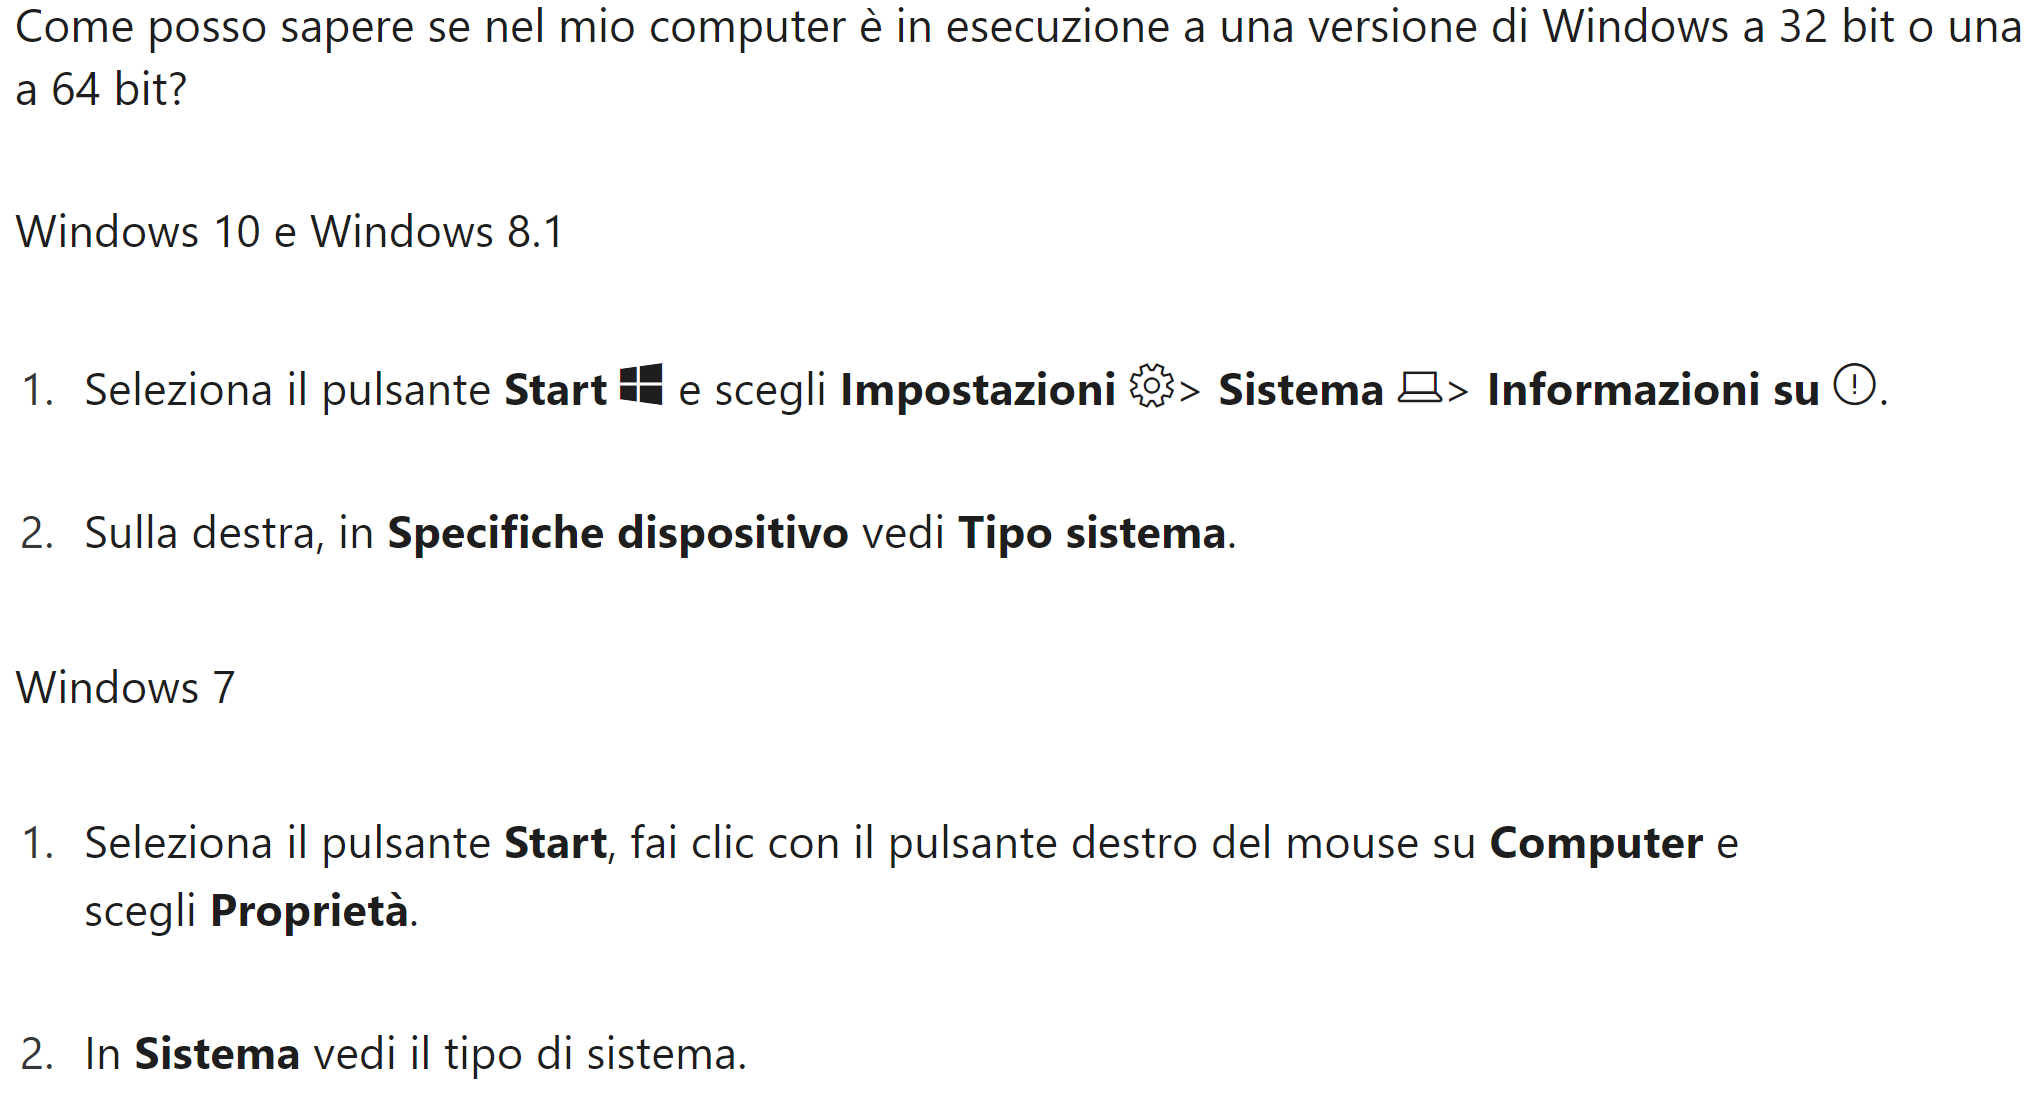 Come posso sapere se nel mio computer è in esecuzione a una versione di Windows a 32 bit o una
a 64 bit?
Windows 10 e Windows 8.1
1. Seleziona il pulsante Start e scegli Impostazioni > Sistema > Informazioni su .
2. Sulla destra, in Specifiche dispositivo vedi Tipo sistema.
Windows 7
1. Seleziona il pulsante Start, fai clic con il pulsante destro del mouse su Computer e
scegli Proprietà.
2. In Sistema vedi il tipo di sistema.